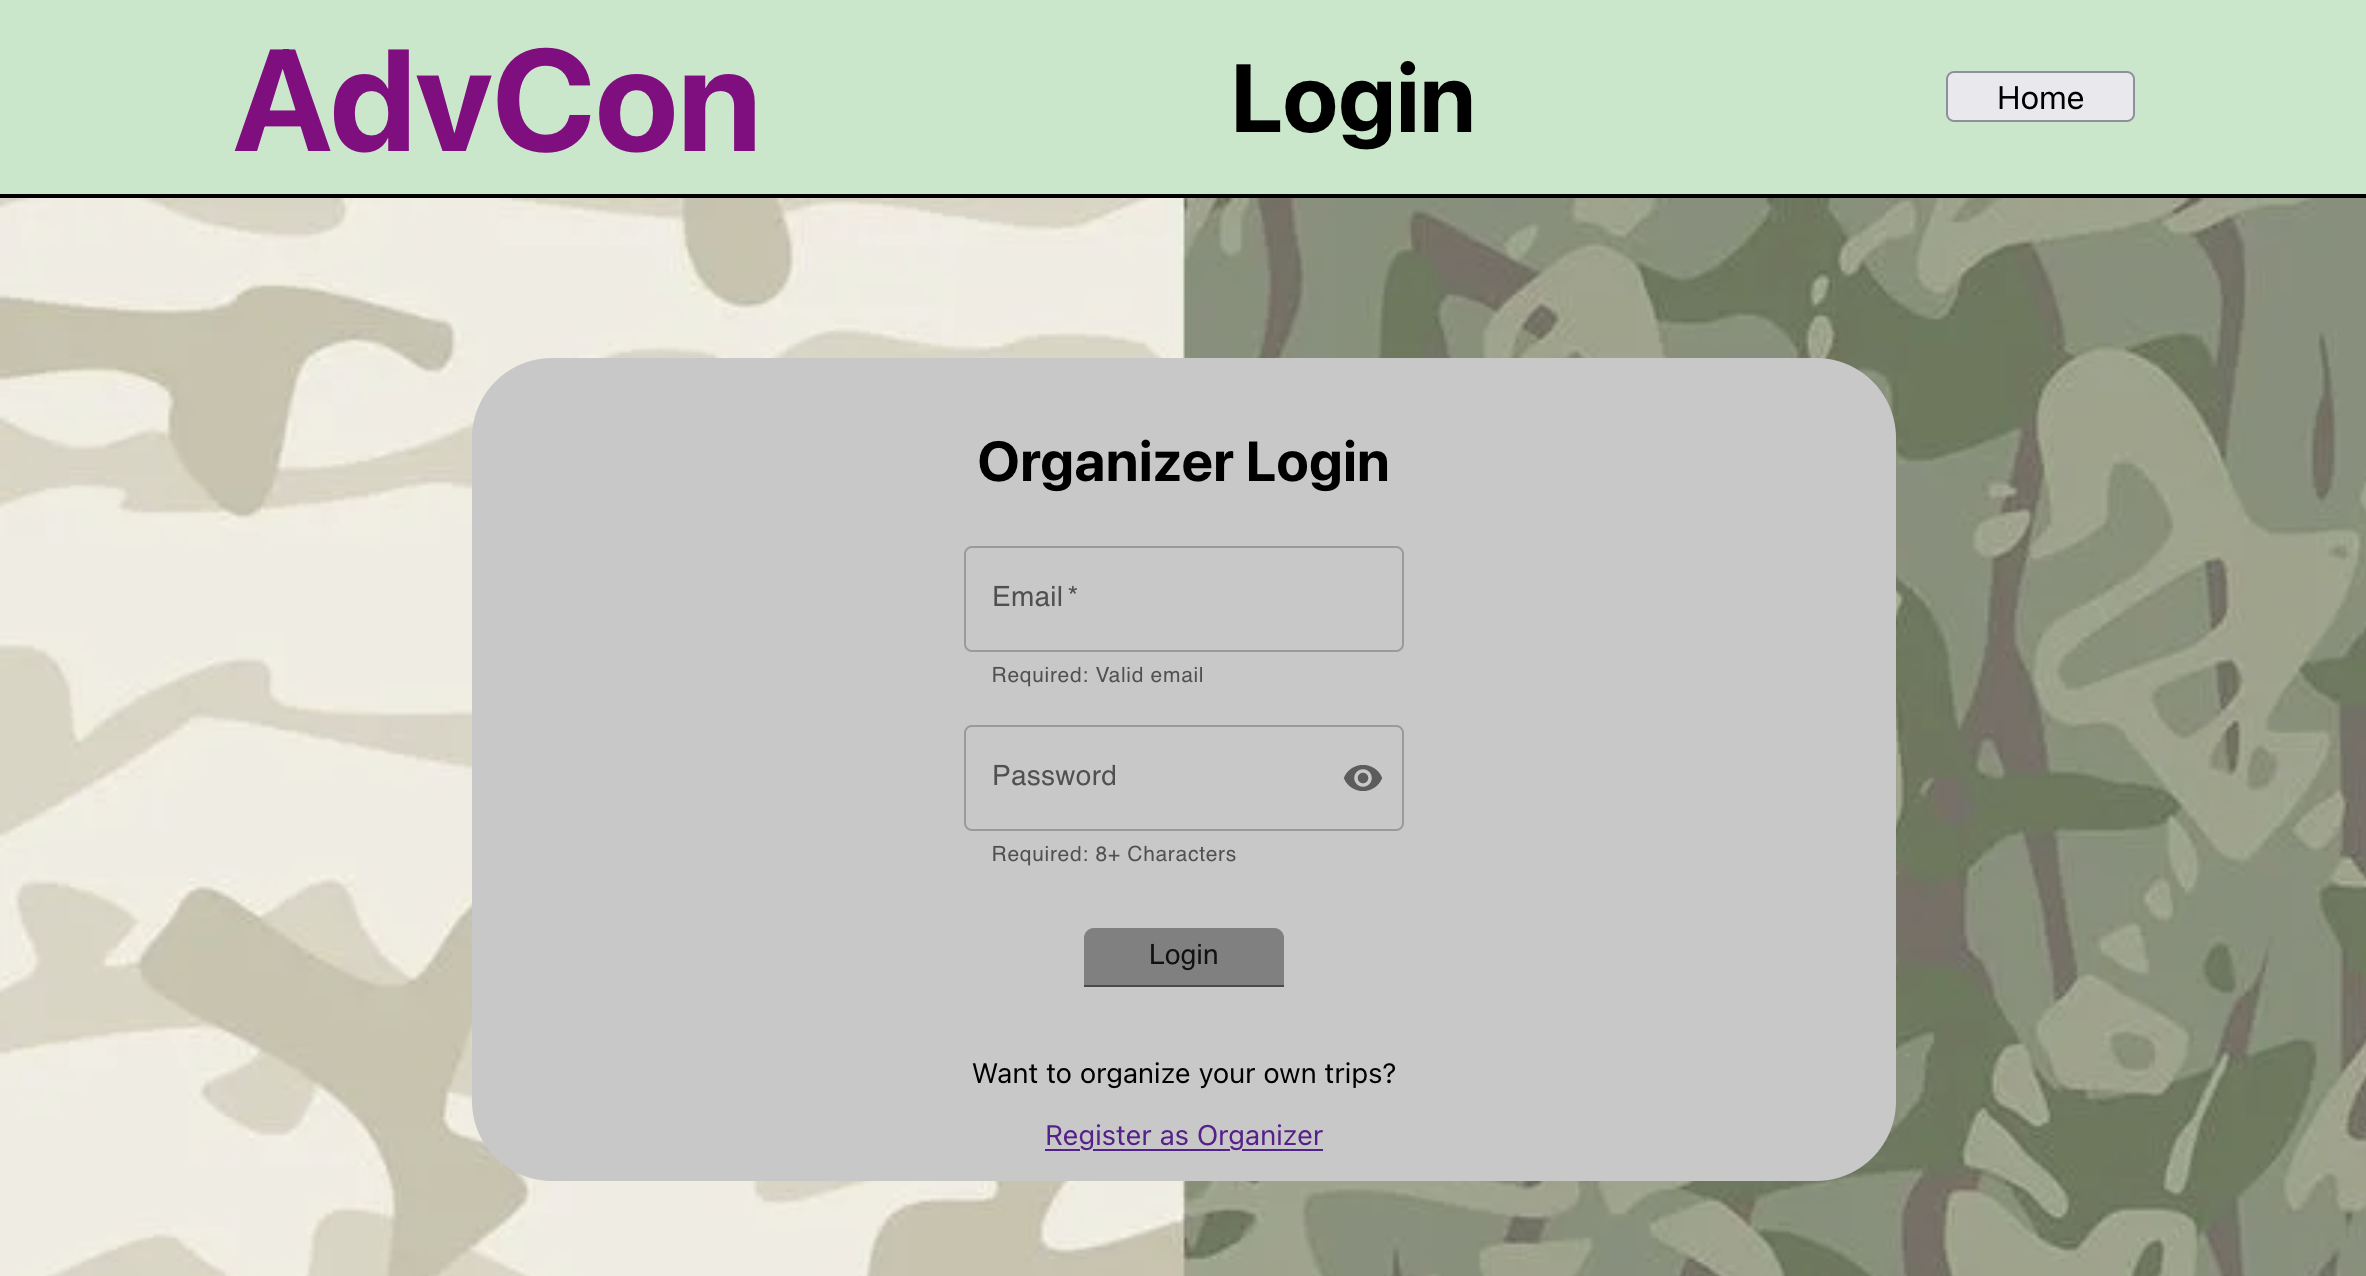 AdvCon
Login
Home
Organizer Login
Email *
Required: Valid email
Password
Required: 8+ Characters
Login
Want to organize your own trips?
Register as Organizer